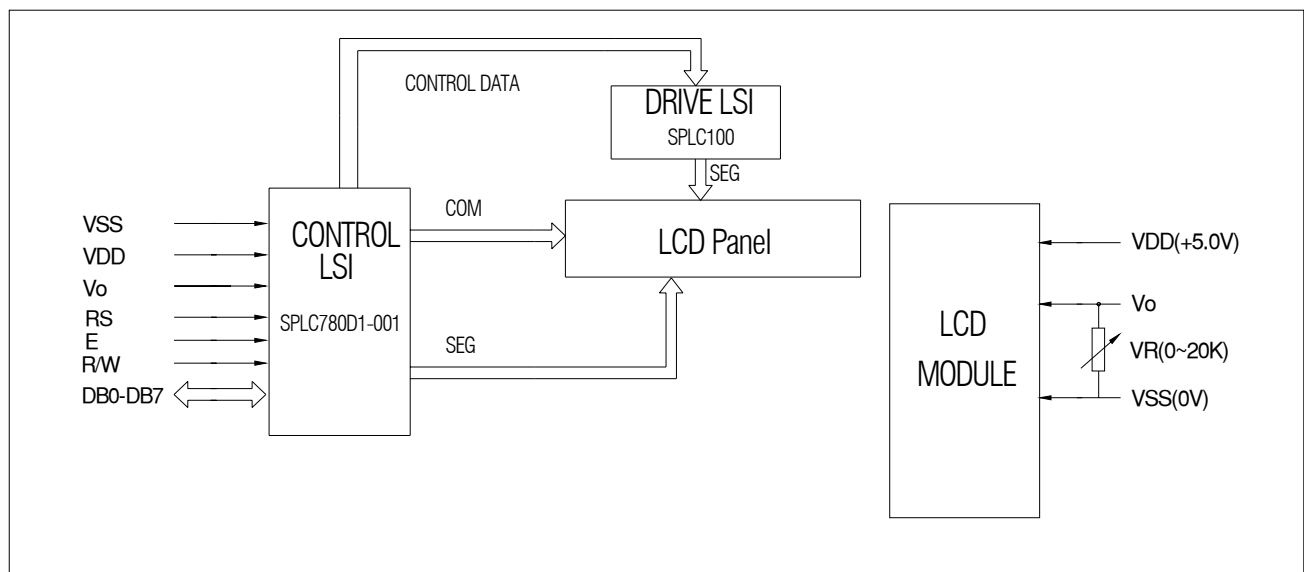 CONTROL DATA
DRIVE LSI
SPLC100
SEG
VSS
VDD
Vo
RS
E
R/W
DB0-DB7
CONTROL
LSI
SPLC780D1-001
COM
SEG
LCD Panel
LCD
MODULE
VDD(+5.0V)
Vo
VR(0~20K)
VSS(0V)